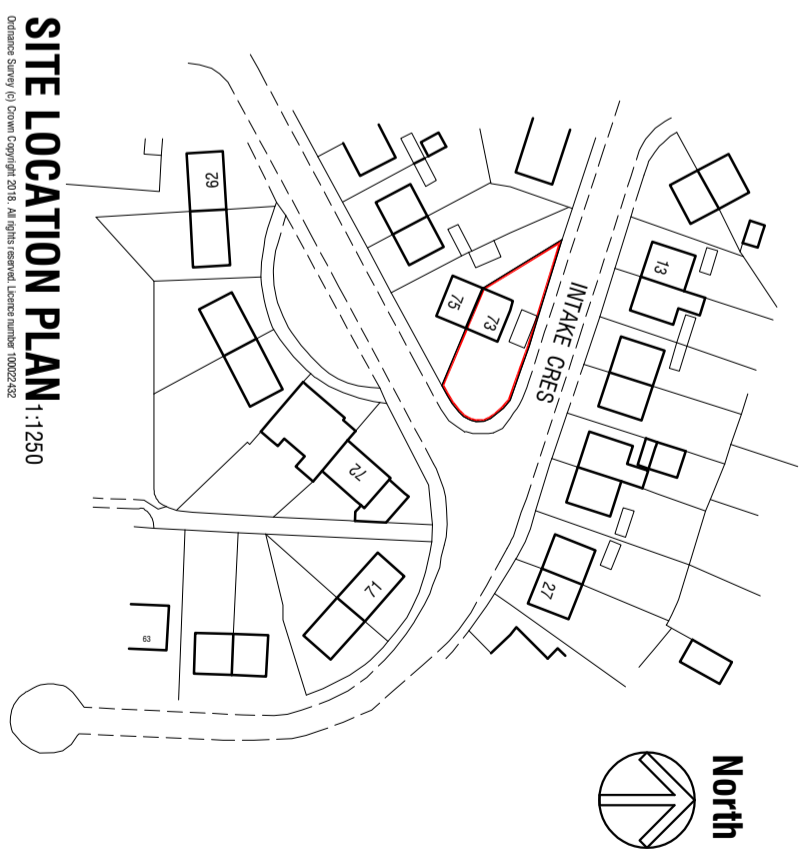 SITE LOCATION PLAN 1:1250
Ordnance Survey (c) Crown Copyright 2018. All rights reserved. Licence number 100022432
North
INTAKE CRES
13
27
73
75
62
72
71
63